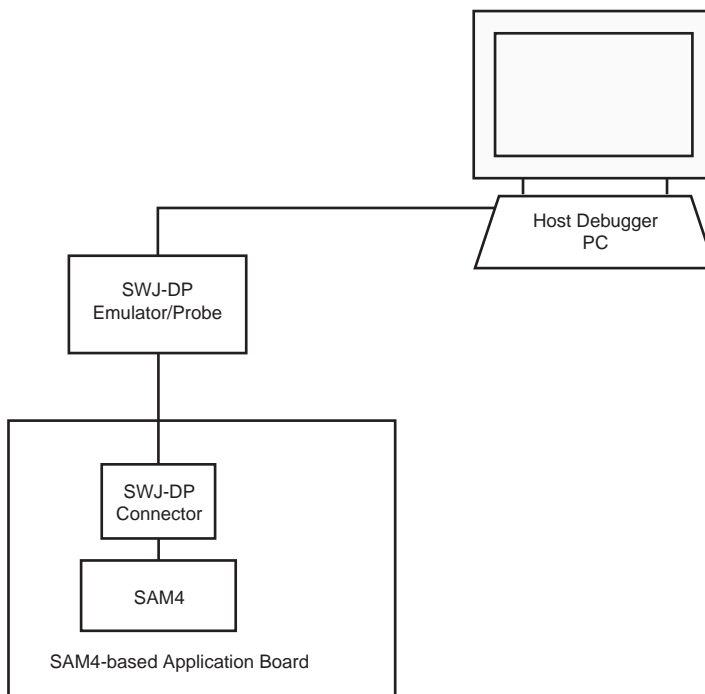 Host Debugger
PC
SWJ-DP
Emulator/Probe
SWJ-DP
Connector
SAM4
SAM4-based Application Board